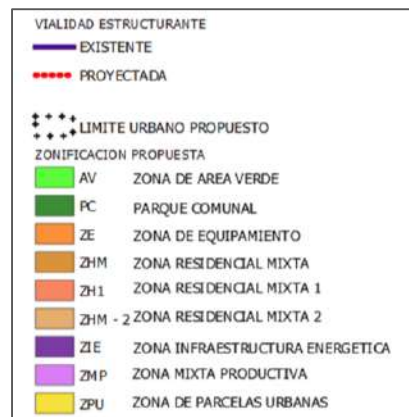 VIALIDAD ESTRUCTURANTE
EXISTENTE
PROYECTADA
LIMITE URBANO PROPUESTO
ZONIFICACION PROPUESTA
AV ZONA DE AREA VERDE
PC PARQUE COMUNAL
ZE ZONA DE EQUIPAMIENTO
ZHM ZONA RESIDENCIAL MIXTA
ZH1 ZONA RESIDENCIAL MIXTA 1
ZHM - 2 ZONA RESIDENCIAL MIXTA 2
ZIE ZONA INFRAESTRUCTURA ENERGETICA
ZMP ZONA MIXTA PRODUCTIVA
ZPU ZONA DE PARCELAS URBANAS